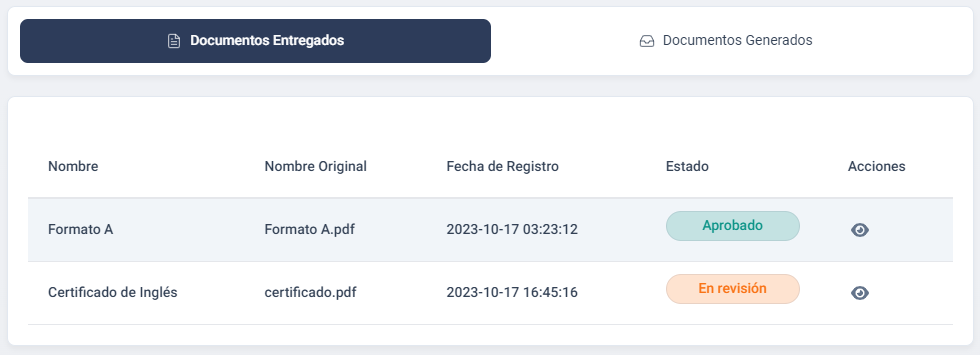 Documentos Entregados Documentos Generados
Nombre Nombre Original Fecha de Registro Estado Acciones
Formato A Formato A.pdf 2023-10-17 03:23:12 Aprobado
Certificado de Inglés certificado.pdf 2023-10-17 16:45:16 En revisión